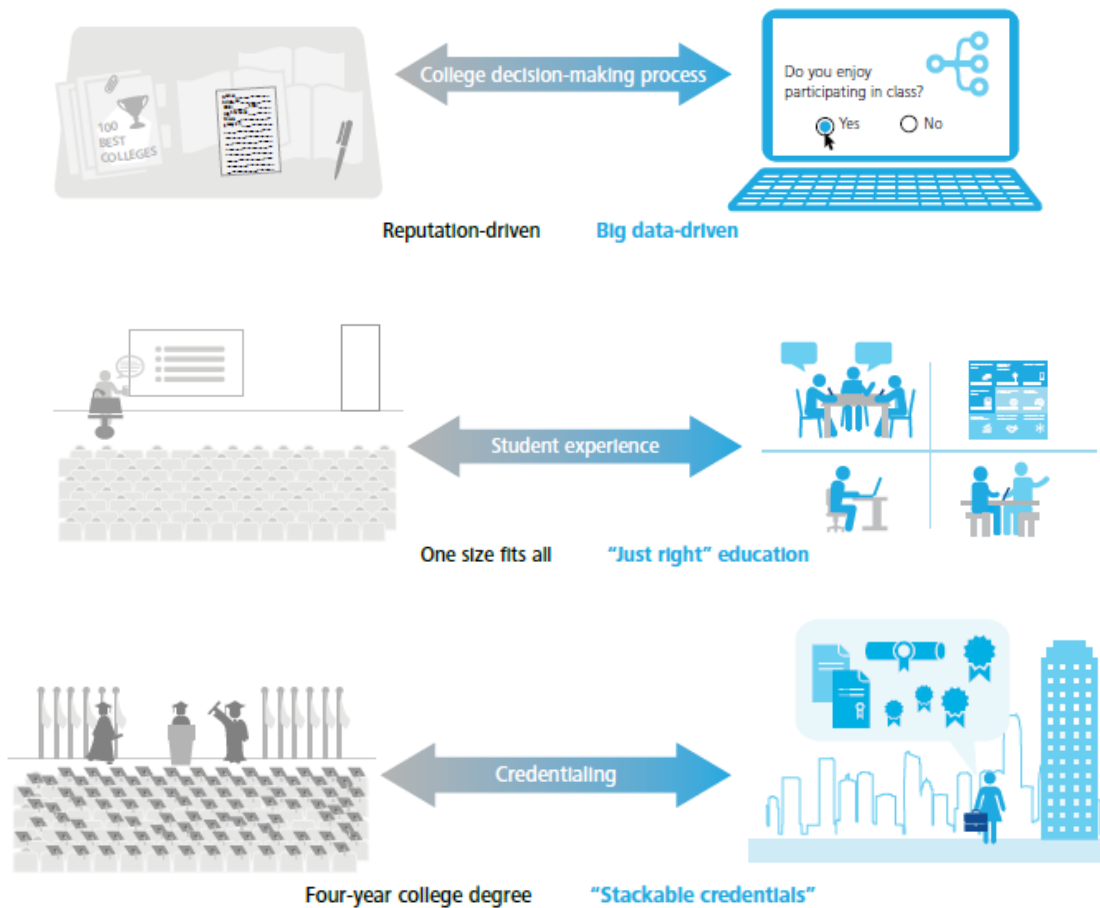 100
BEST
COLLEGES
College decision-making process
Do you enjoy
participating in class?
Yes No
Reputation-driven Big data-driven
Student experience
One size fits all “Just right” education
Credentialing
Four-year college degree “Stackable credentials”